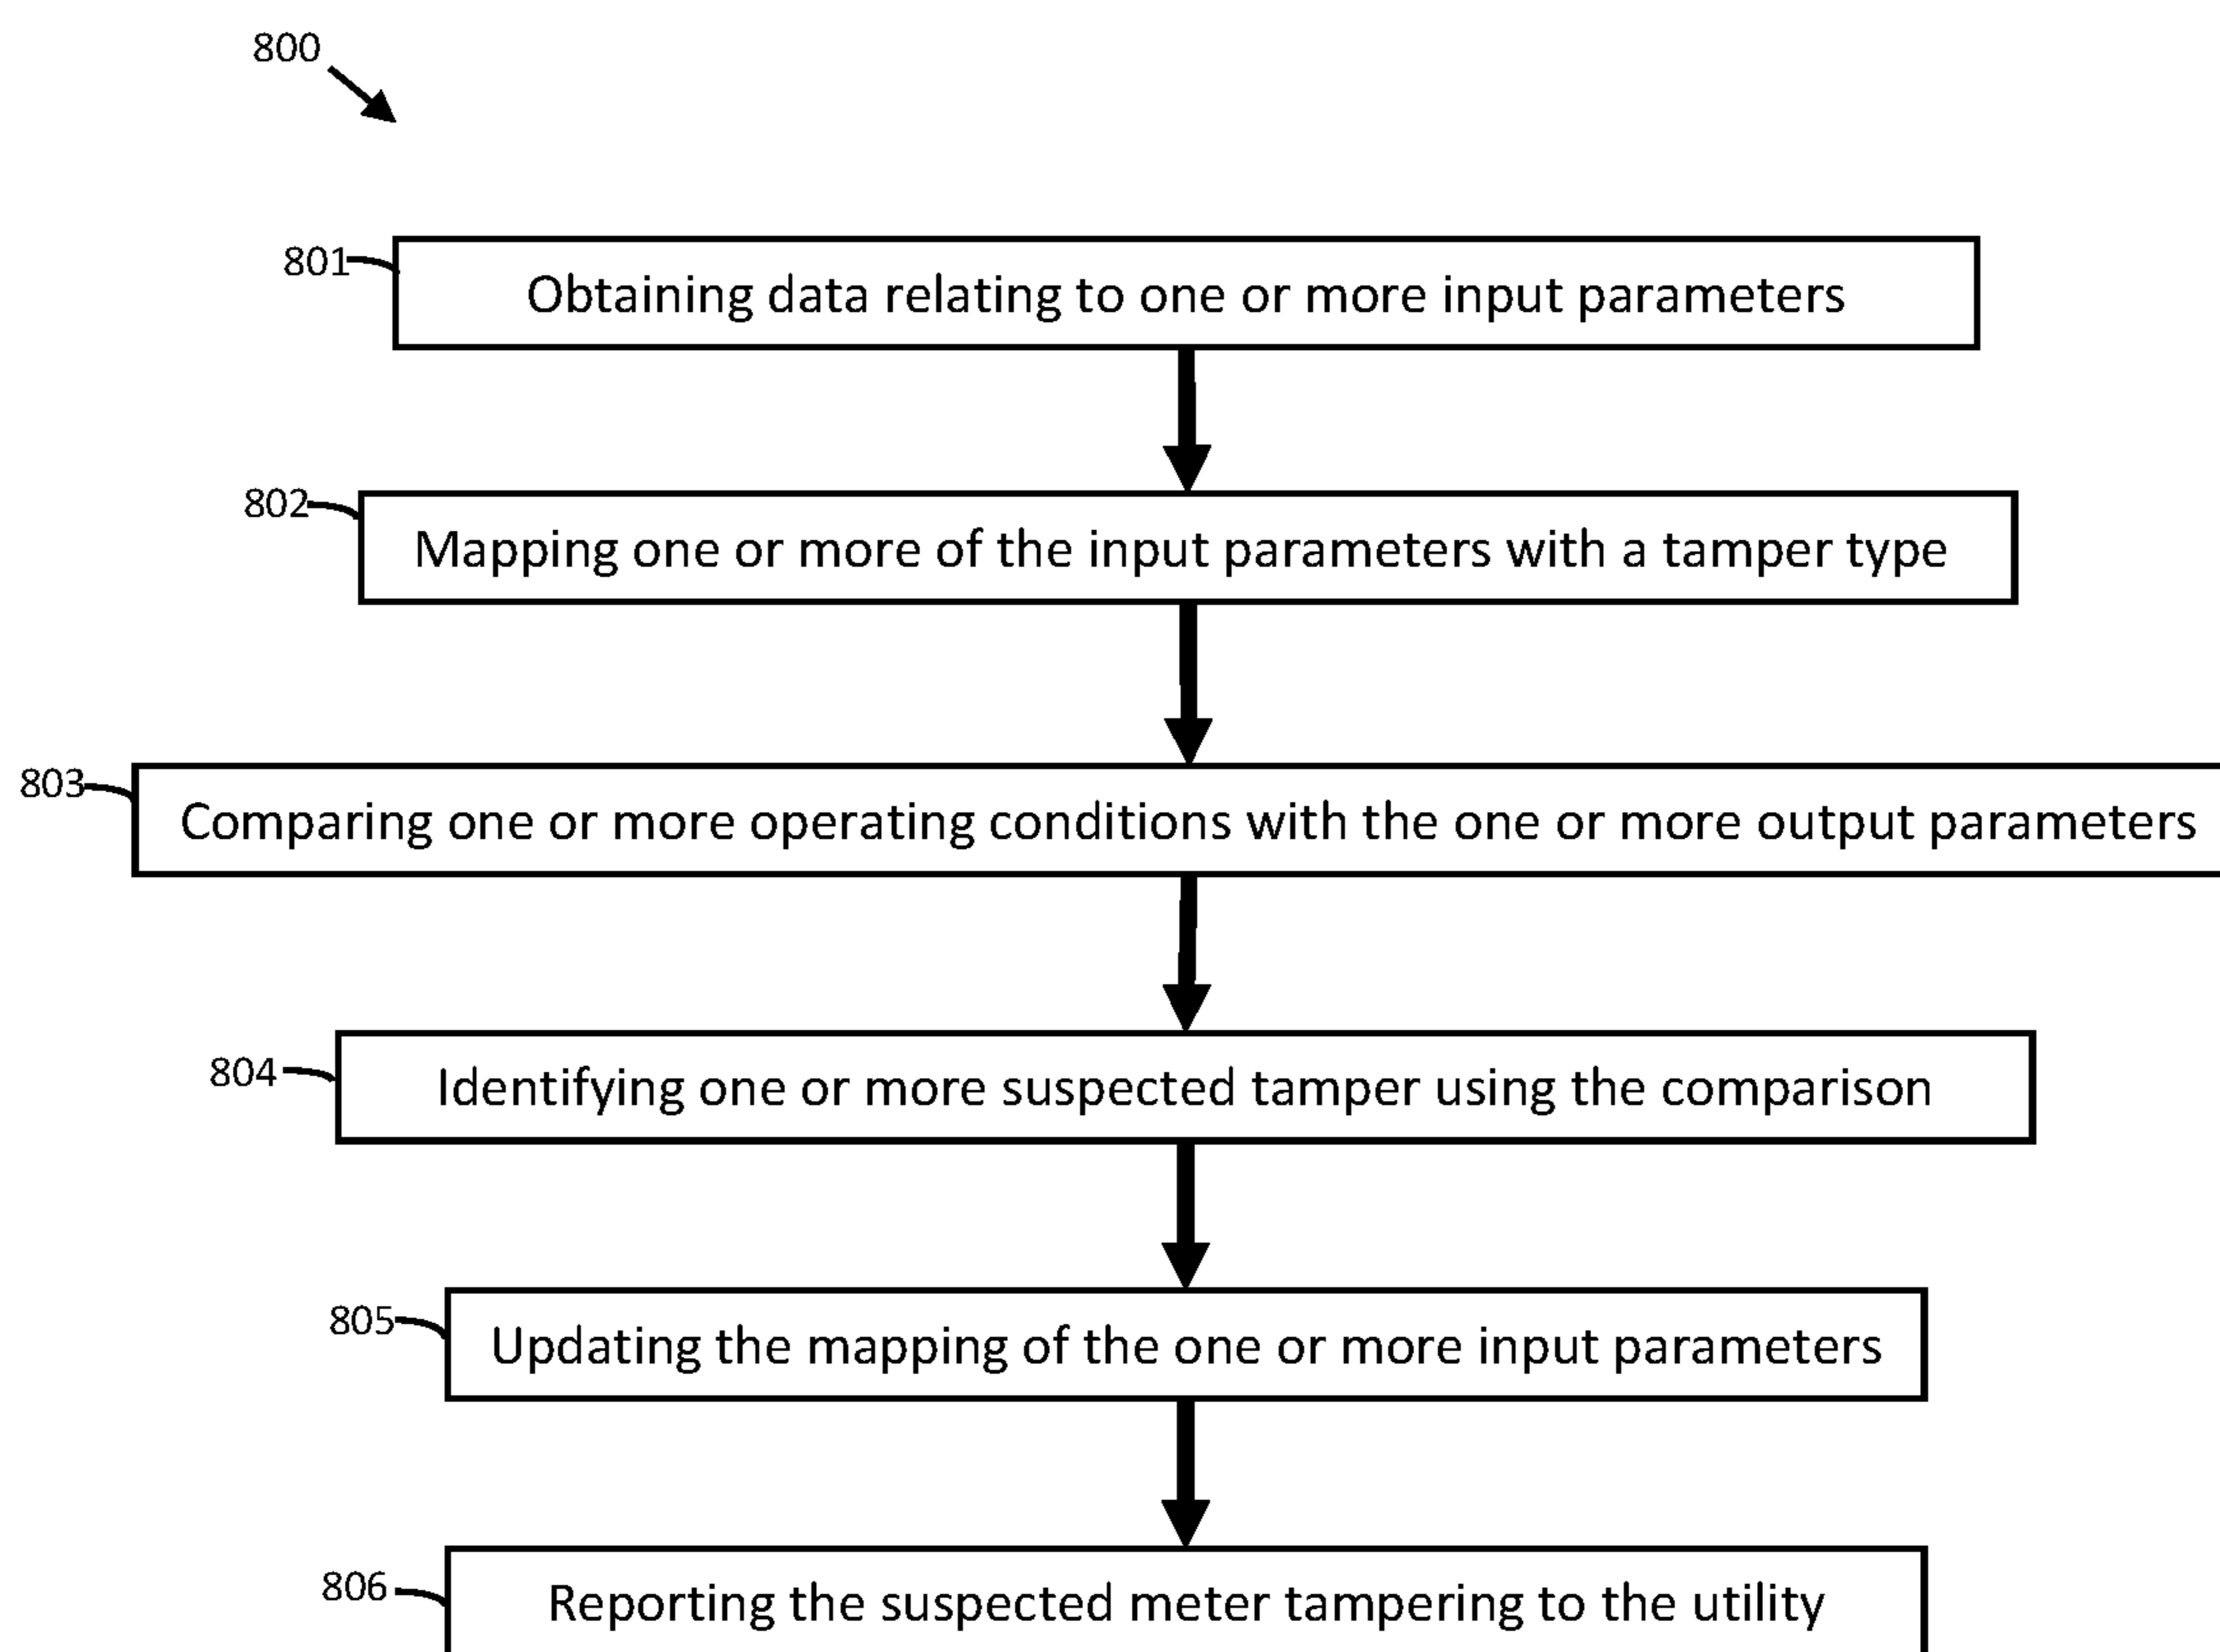 800
801
Obtaining data relating to one or more input parameters
802
Mapping one or more of the input parameters with a tamper type
803
Comparing one or more operating conditions with the one or more output parameters
804
Identifying one or more suspected tamper using the comparison
805
Updating the mapping of the one or more input parameters
806
Reporting the suspected meter tampering to the utility